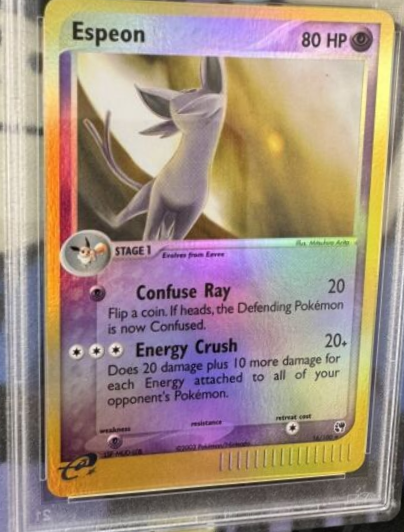 Espeon
80 HP
STAGE 1
Evolves from Eevee
Confuse Ray 20
Flip a coin. If heads, the Defending Pokémon
is now Confused.
Energy Crush 20+
Does 20 damage plus 10 more damage for
each Energy attached to all of your
opponent's Pokémon.
weakness
resistance
retreat cost